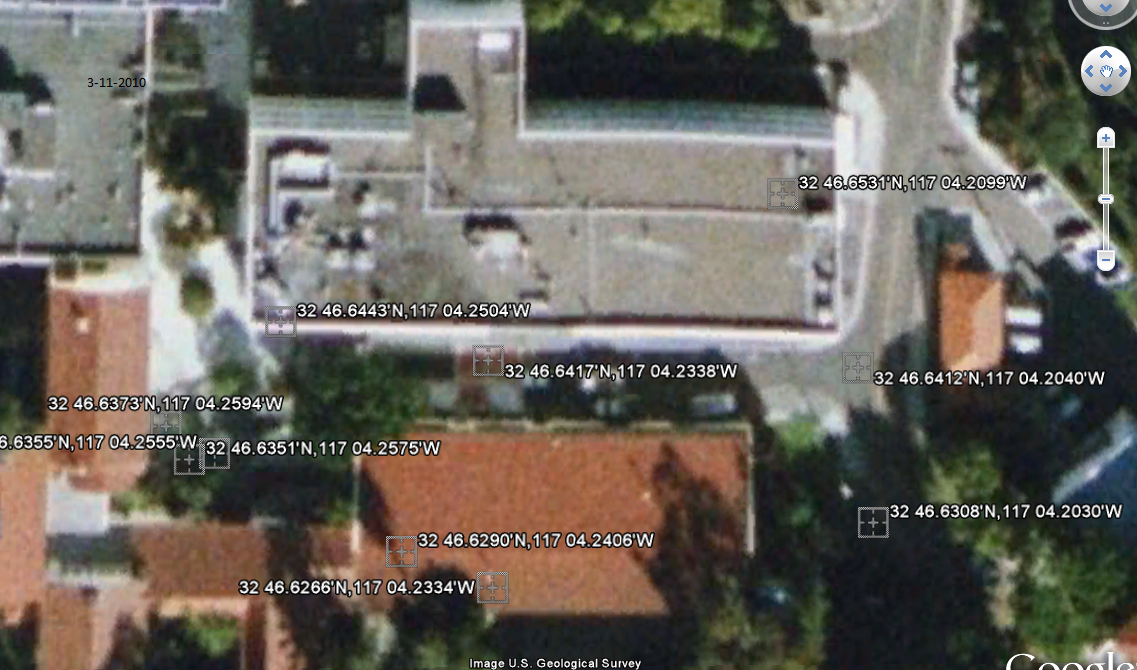 3-11-2010
32 46.6531'N,117 04.2099'W
32 46.6443'N,117 04.2504'W
32 46.6417'N,117 04.2338'W
32 46.6412'N,117 04.2040'W
32 46.6373'N,117 04.2594'W
6.6355'N,117 04.2555'W
32 46.6351'N,117 04.2575'W
32 46.6308'N,117 04.2030'W
32 46.6290'N,117 04.2406'W
32 46.6266'N,117 04.2334'W
Image U.S. Geological Survey
Google